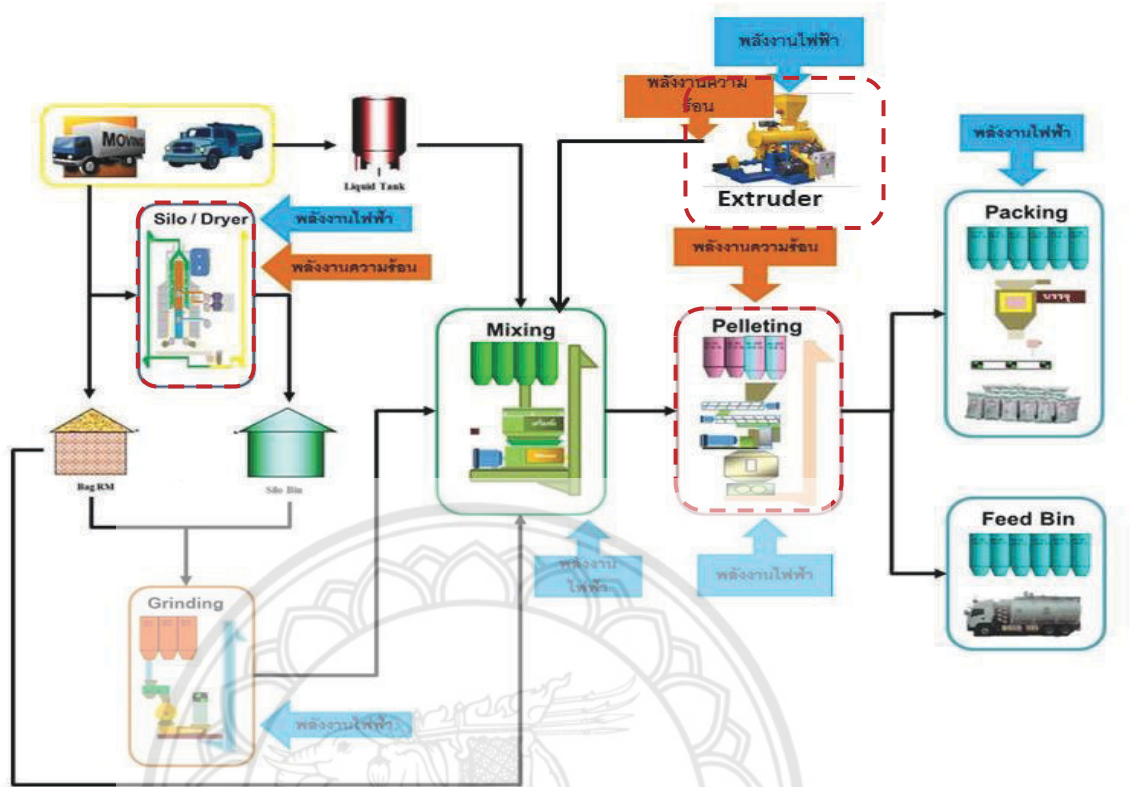 พลังงานไฟฟ้า
พลังงานความ
ร้อน
Extruder
MOVING
Liquid Tank
พลังงานไฟฟ้า
Packing
บรรจุ
Silo / Dryer
พลังงานไฟฟ้า
พลังงานความร้อน
พลังงานความร้อน
Mixing
Pelleting
Bag RM
Silo Bin
Feed Bin
พลังงาน
ไฟฟ้า
พลังงานไฟฟ้า
Grinding
พลังงานไฟฟ้า